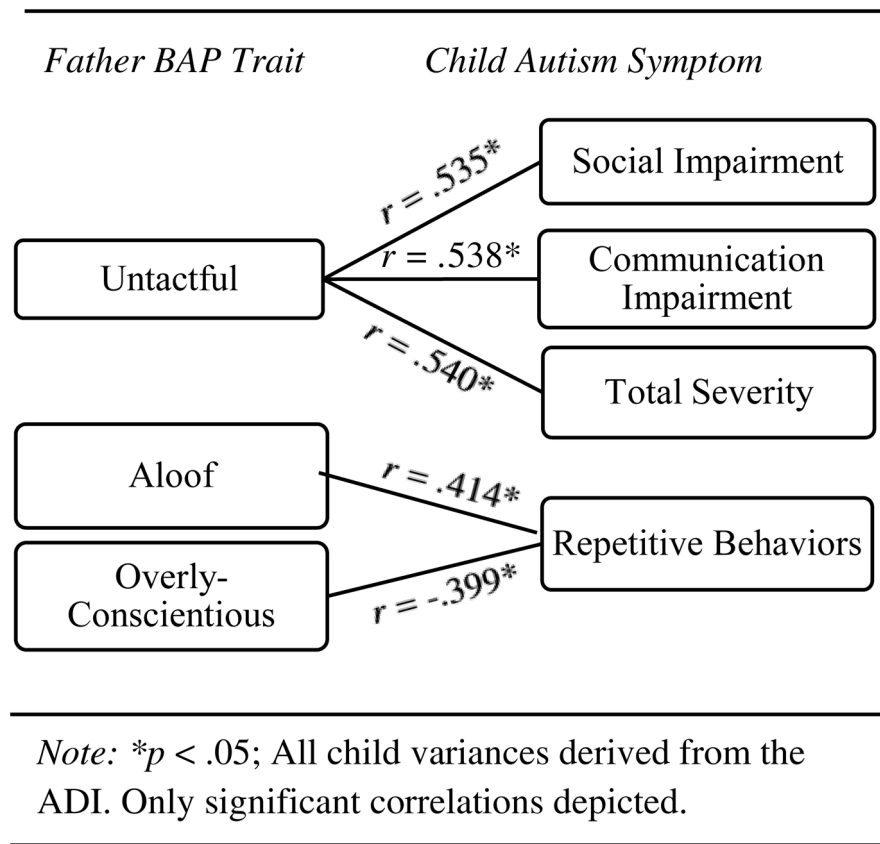 Father BAP Trait
Child Autism Symptom
r = .535*
Social Impairment
Untactful
r = .538*
Communication
Impairment
r = .540*
Total Severity
Aloof
r = .414*
Repetitive Behaviors
Overly-
Conscientious
r = -.399*
Note: *p < .05; All child variances derived from the
ADI. Only significant correlations depicted.